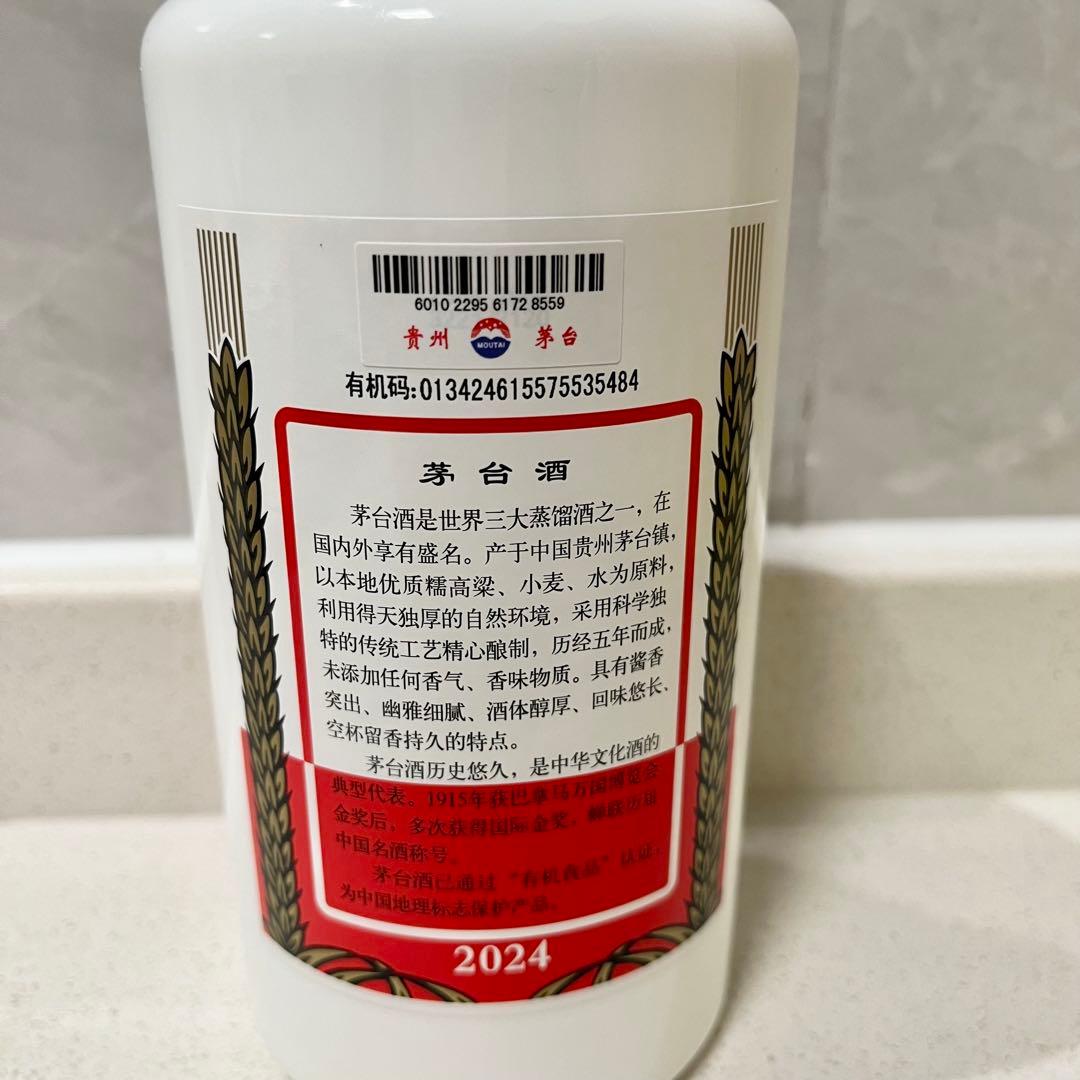 6010 2295 6172 8559
贵州 MOUTAI 茅台
有机码:013424615575535484
茅台酒
茅台酒是世界三大蒸馏酒之一，在
国内外享有盛名。产于中国贵州茅台镇，
以本地优质糯高粱、小麦、水为原料，
利用得天独厚的自然环境，采用科学独
特的传统工艺精心酿制，历经五年而成，
未添加任何香气、香味物质。具有酱香
突出、幽雅细腻、酒体醇厚、回味悠长、
空杯留香持久的特点。
茅台酒历史悠久，是中华文化酒的
典型代表。1915年获巴拿马万国博览会
金奖后，多次获得国际金奖，蝉联历届
中国名酒称号。
茅台酒已通过“有机食品”认证，
为中国地理标志保护产品。
2024